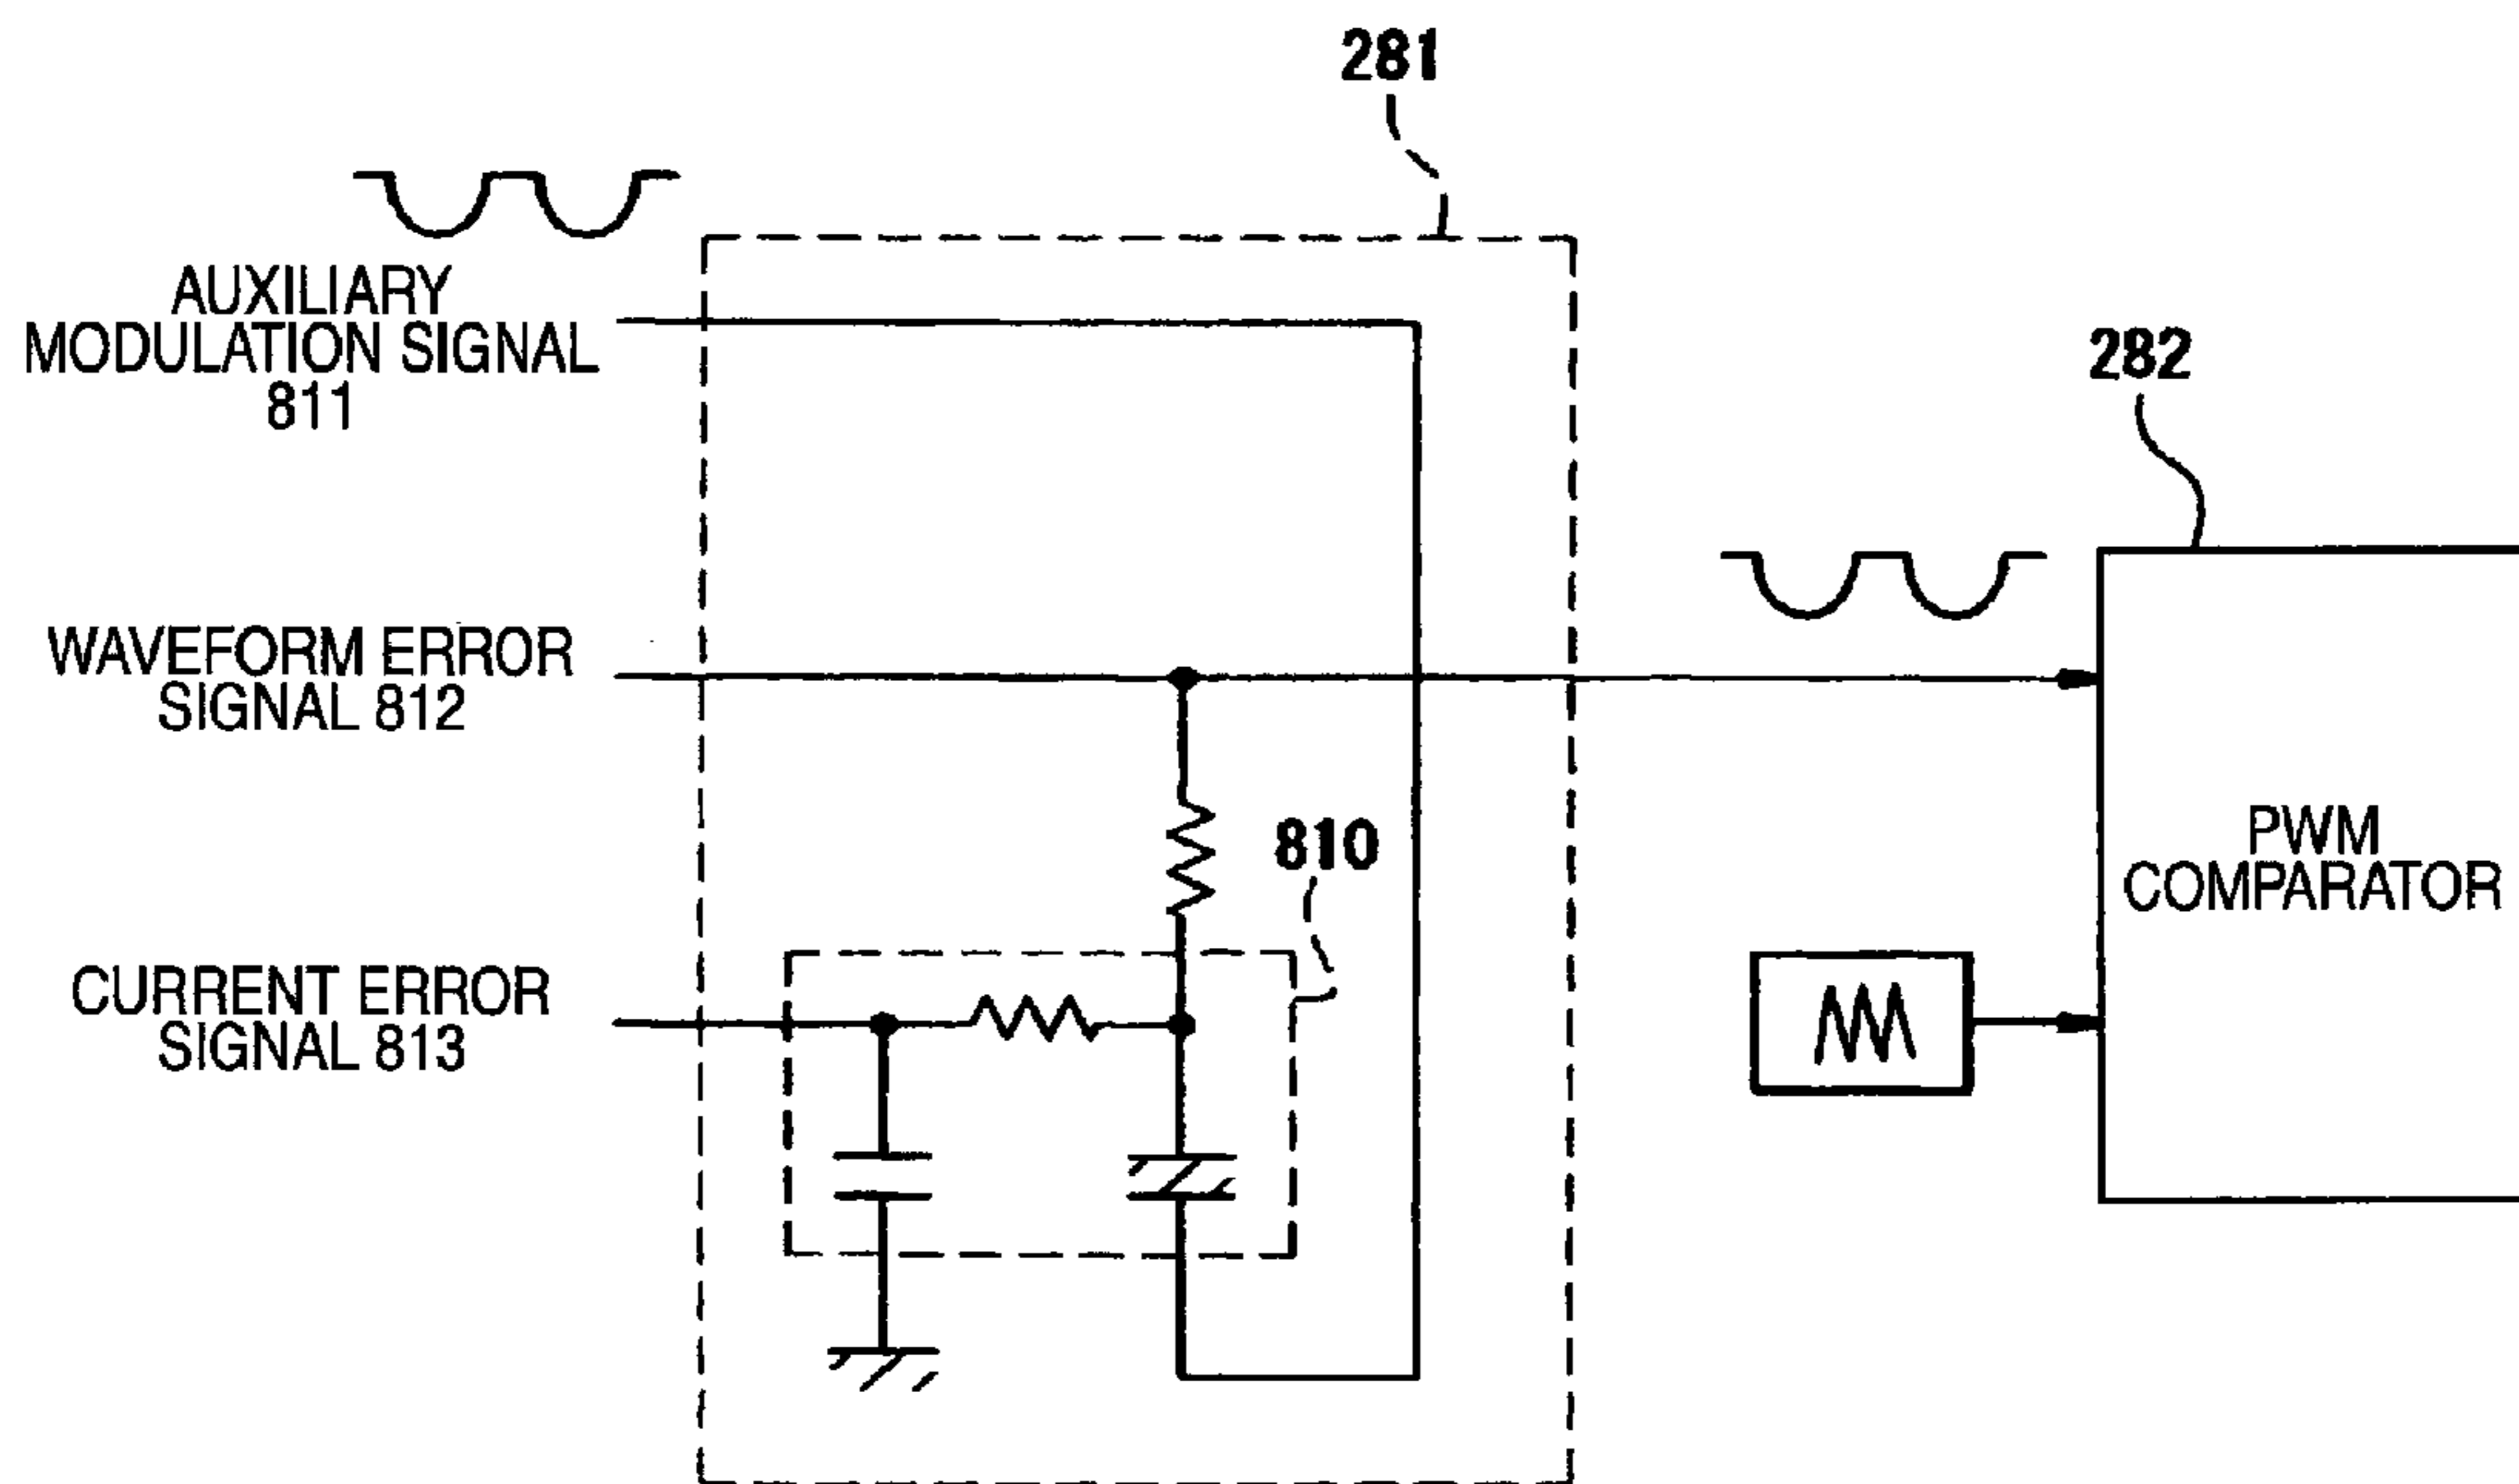 281
AUXILIARY
MODULATION SIGNAL
811
282
WAVEFORM ERROR
SIGNAL 812
810
PWM
COMPARATOR
CURRENT ERROR
SIGNAL 813